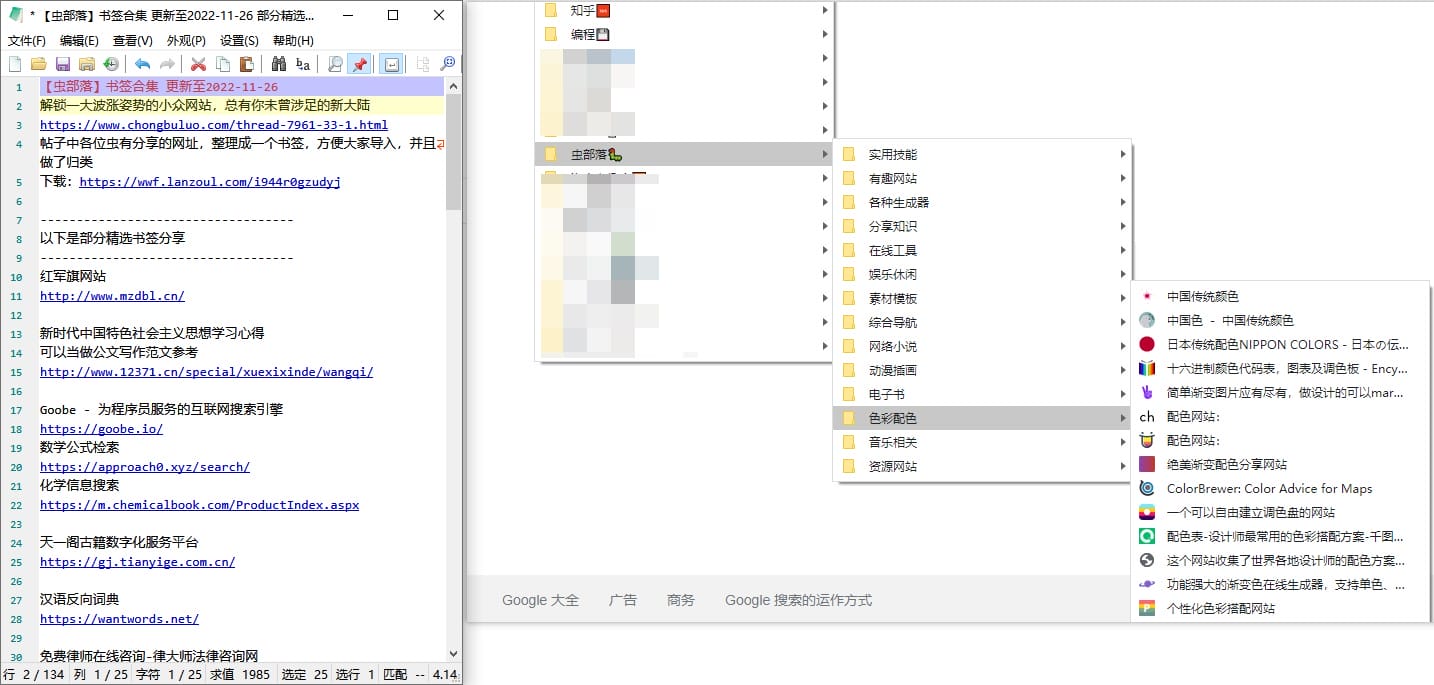 * 【虫部落】书签合集 更新至2022-11-26 部分精选...
文件(F) 编辑(E) 查看(V) 外观(P) 设置(S) 帮助(H)
1 【虫部落】书签合集 更新至2022-11-26
2 解锁一大波涨姿势的小众网站，总有你未曾涉足的新大陆
3 https://www.chongbuluo.com/thread-7961-33-1.html
4 帖子中各位虫有分享的网址，整理成一个书签，方便大家导入，并且
做了归类
5 下载：https://wwf.lanzoul.com/i944r0gzudyj
6
7 --------------------------------
8 以下是部分精选书签分享
9 --------------------------------
10 红军旗网站
11 http://www.mzdbl.cn/
12
13 新时代中国特色社会主义思想学习心得
14 可以当做公文写作范文参考
15 http://www.12371.cn/special/xuexixinde/wangqi/
16
17 Goobe - 为程序员服务的互联网搜索引擎
18 https://goobe.io/
19 数学公式检索
20 https://approach0.xyz/search/
21 化学信息搜索
22 https://m.chemicalbook.com/ProductIndex.aspx
23
24 天一阁古籍数字化服务平台
25 https://gj.tianyige.com.cn/
26
27 汉语反向词典
28 https://wantwords.net/
29
30 免费律师在线咨询-律大师法律咨询网
行 2 / 134 列 1 / 25 字符 1 / 25 求值 1985 选定 25 选行 1 匹配 -- 4.14
知乎
编程
虫部落
实用技能
有趣网站
各种生成器
分享知识
在线工具
娱乐休闲
素材模板
综合导航
网络小说
动漫插画
电子书
色彩配色
音乐相关
资源网站
中国传统颜色
中国色 - 中国传统颜色
日本传统配色NIPPON COLORS - 日本の伝...
十六进制颜色代码表，图表及调色板 - Ency...
简单渐变图片应有尽有，做设计的可以mar...
ch 配色网站:
配色网站:
绝美渐变配色分享网站
ColorBrewer: Color Advice for Maps
一个可以自由建立调色盘的网站
配色表-设计师最常用的色彩搭配方案-千图...
这个网站收集了世界各地设计师的配色方案...
功能强大的渐变色在线生成器，支持单色、...
个性化色彩搭配网站
Google 大全 广告 商务 Google 搜索的运作方式